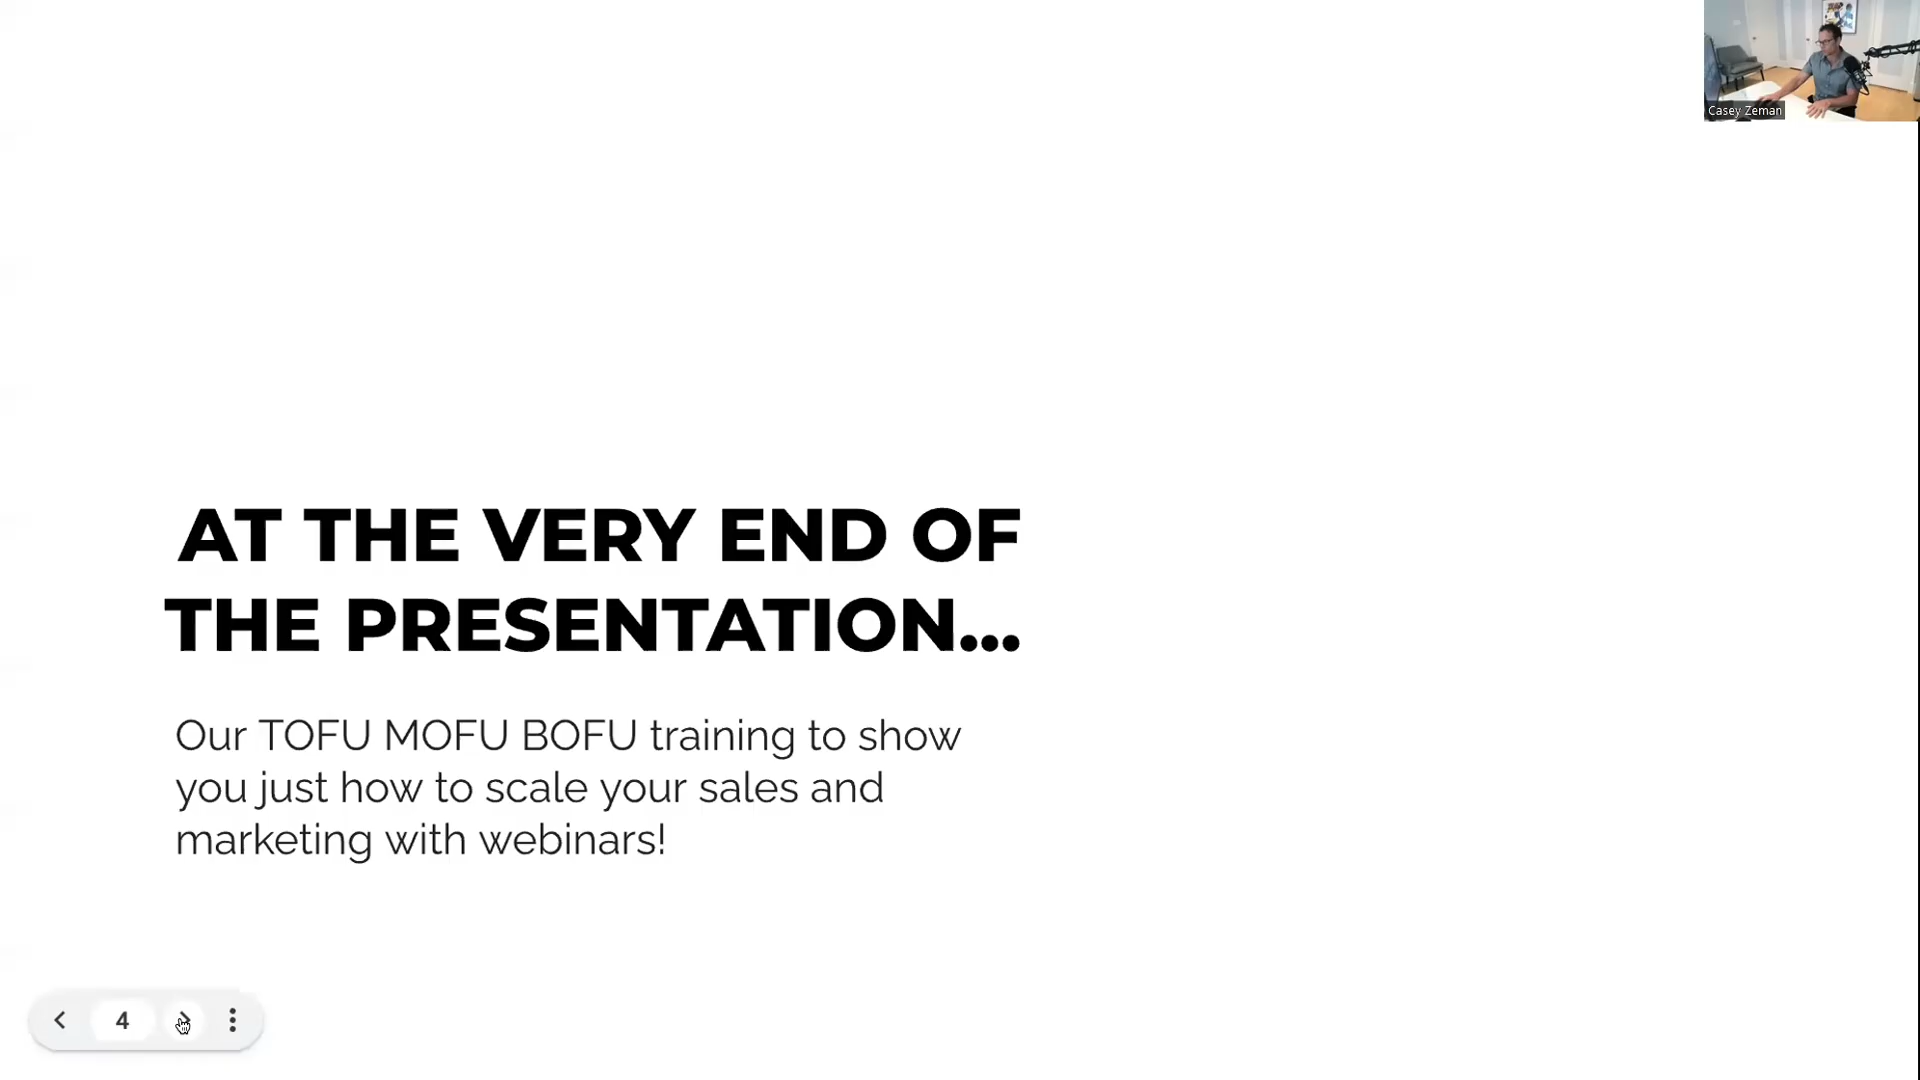 Casey Zeman
AT THE VERY END OF
THE PRESENTATION...
Our TOFU MOFU BOFU training to show
you just how to scale your sales and
marketing with webinars!
4